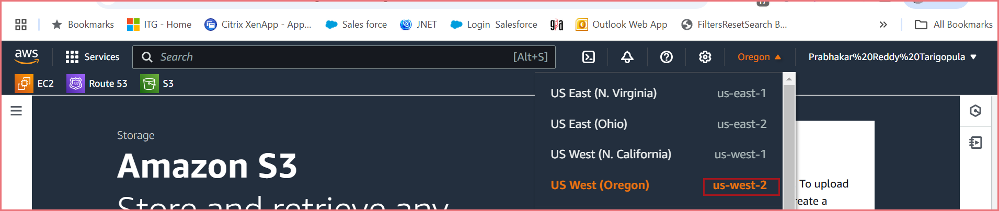 17
Bookmarks ITG - Home Citrix XenApp - App... Sales force JNET Login Salesforce gja Outlook Web App FiltersResetSearch B... » All Bookmarks
aws Services Search [Alt+S] Oregon Prabhakar%20Reddy%20Tarigopula
EC2 53 Route 53 S3
US East (N. Virginia) us-east-1
US East (Ohio) us-east-2
US West (N. California) us-west-1
US West (Oregon) us-west-2
Storage
Amazon S3
Store and retrieve any
To upload
reate a